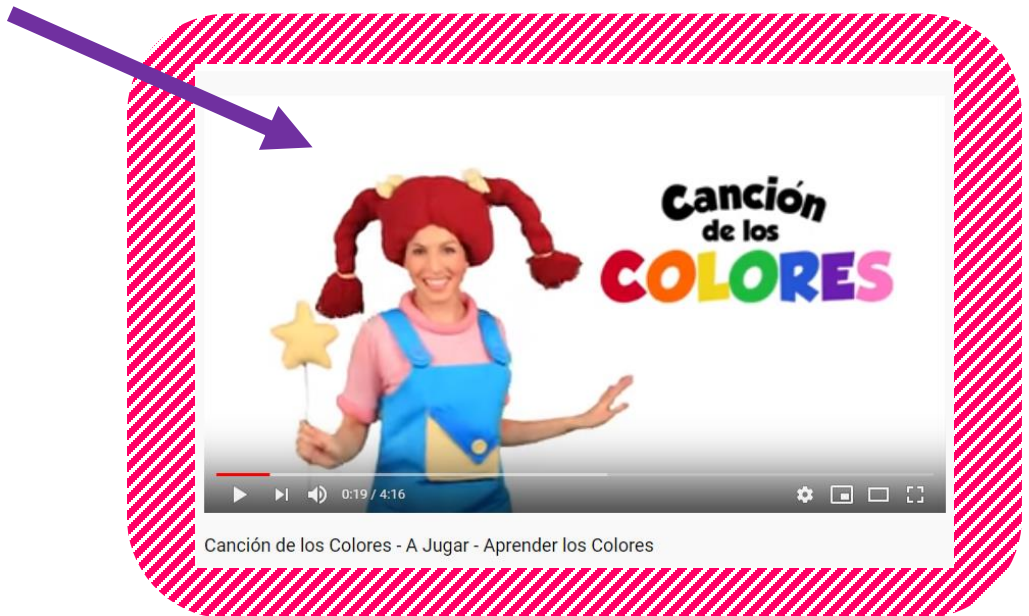 Canción
de los
COLORES
0:19 / 4:16
Canción de los Colores - A Jugar - Aprender los Colores